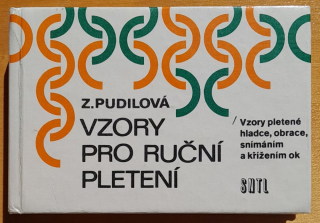 Z. PUDILOVÁ
VZORY
PRO RUČNÍ
PLETENÍ
/ Vzory pletené
hladce, obrace,
snímáním
a křížením ok
SNTL